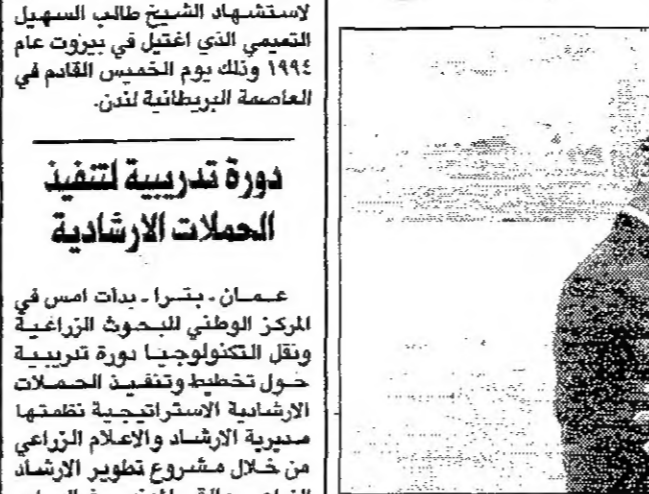 لاستشهاد الشيخ طالب السهيل
التميمي الذي اغتيل في بيروت عام
١٩٩٤ وذلك يوم الخميس القادم في
العاصمة البريطانية لندن.
دورة تدريبية لتنفيذ
الحملات الارشادية
عمان ـ بترا ـ بدأت امس في
المركز الوطني للبحوث الزراعية
ونقل التكنولوجيا دورة تدريبية
حول تخطيط وتنفيذ الحملات
الارشادية الاستراتيجية نظمتها
مديرية الارشاد والاعلام الزراعي
من خلال مشروع تطوير الارشاد